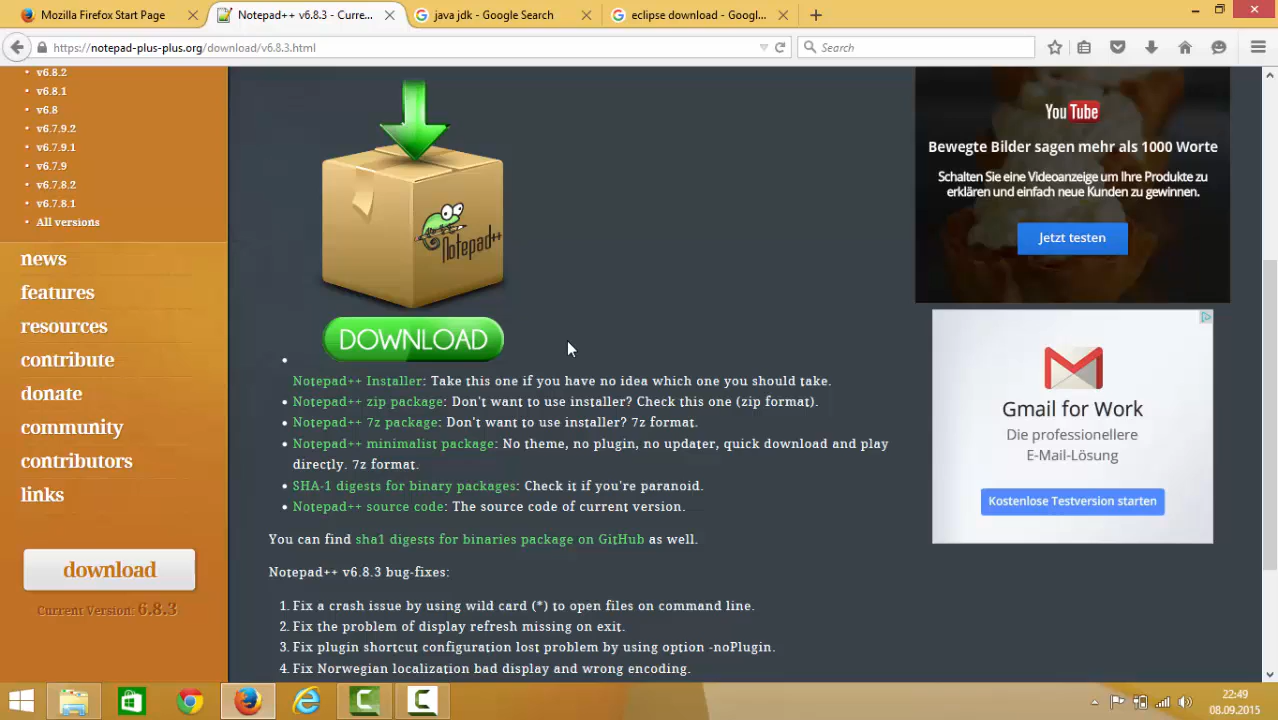 Mozilla Firefox Start Page
Notepad++ v6.8.3 - Curre...
java jdk - Google Search
eclipse download - Googl...
https://notepad-plus-plus.org/download/v6.8.3.html
Search
v6.8.2
v6.8.1
v6.8
v6.7.9.2
v6.7.9.1
v6.7.9
v6.7.8.2
v6.7.8.1
All versions
news
features
resources
contribute
donate
community
contributors
links
download
Current Version: 6.8.3
Notepad++
DOWNLOAD
Notepad++ Installer: Take this one if you have no idea which one you should take.
Notepad++ zip package: Don't want to use installer? Check this one (zip format).
Notepad++ 7z package: Don't want to use installer? 7z format.
Notepad++ minimalist package: No theme, no plugin, no updater, quick download and play
directly. 7z format.
SHA-1 digests for binary packages: Check it if you're paranoid.
Notepad++ source code: The source code of current version.
You can find sha1 digests for binaries package on GitHub as well.
Notepad++ v6.8.3 bug-fixes:
1. Fix a crash issue by using wild card (*) to open files on command line.
2. Fix the problem of display refresh missing on exit.
3. Fix plugin shortcut configuration lost problem by using option -noPlugin.
4. Fix Norwegian localization bad display and wrong encoding.
YouTube
Bewegte Bilder sagen mehr als 1000 Worte
Schalten Sie eine Videoanzeige um Ihre Produkte zu
erklären und einfach neue Kunden zu gewinnen.
Jetzt testen
Gmail for Work
Die professionellere
E-Mail-Lösung
Kostenlose Testversion starten
22:49
08.09.2015